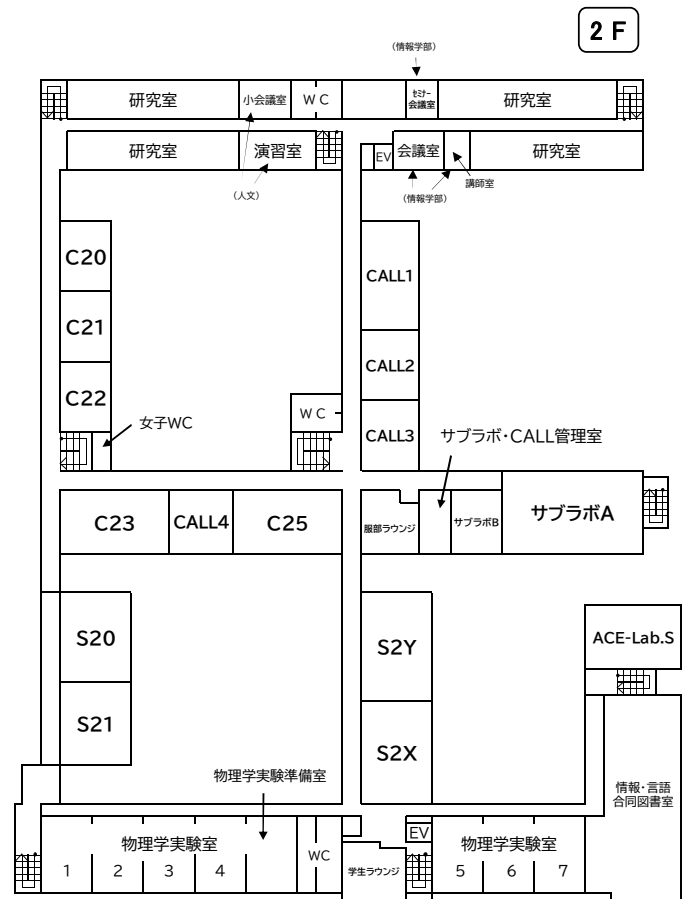 2F
（情報学部）
研究室
小会議室
WC
ｾﾐﾅｰ
会議室
研究室
研究室
演習室
EV
会議室
研究室
講師室
（人文）
（情報学部）
C20
CALL1
C21
CALL2
C22
WC
女子WC
CALL3
サブラボ・CALL管理室
C23
CALL4
C25
服部ラウンジ
サブラボB
サブラボA
S20
S2Y
ACE-Lab.S
S21
S2X
物理学実験準備室
情報・言語
合同図書室
物理学実験室
1
2
3
4
WC
EV
学生ラウンジ
物理学実験室
5
6
7